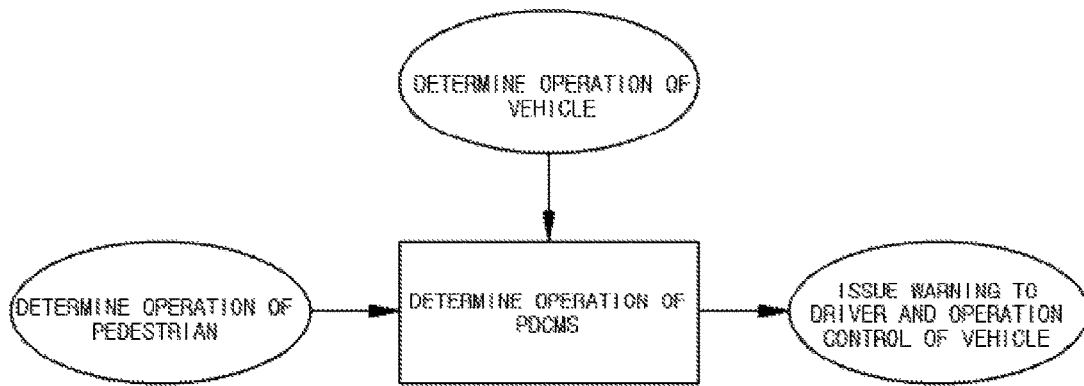 DETERMINE OPERATION OF
VEHICLE
DETERMINE OPERATION OF
PEDESTRIAN
DETERMINE OPERATION OF
PDCMS
ISSUE WARNING TO
DRIVER AND OPERATION
CONTROL OF VEHICLE